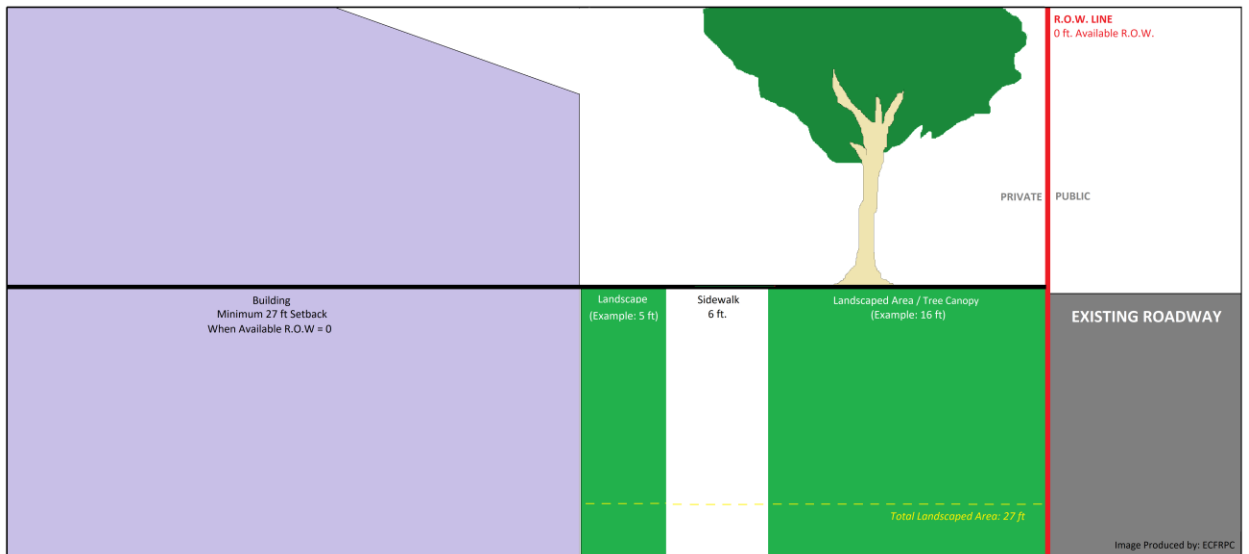 R.O.W. LINE
0 ft. Available R.O.W.
PRIVATE
PUBLIC
Building
Minimum 27 ft Setback
When Available R.O.W = 0
Landscape
(Example: 5 ft)
Sidewalk
6 ft.
Landscaped Area / Tree Canopy
(Example: 16 ft)
EXISTING ROADWAY
Total Landscaped Area: 27 ft
Image Produced by: ECFRPC